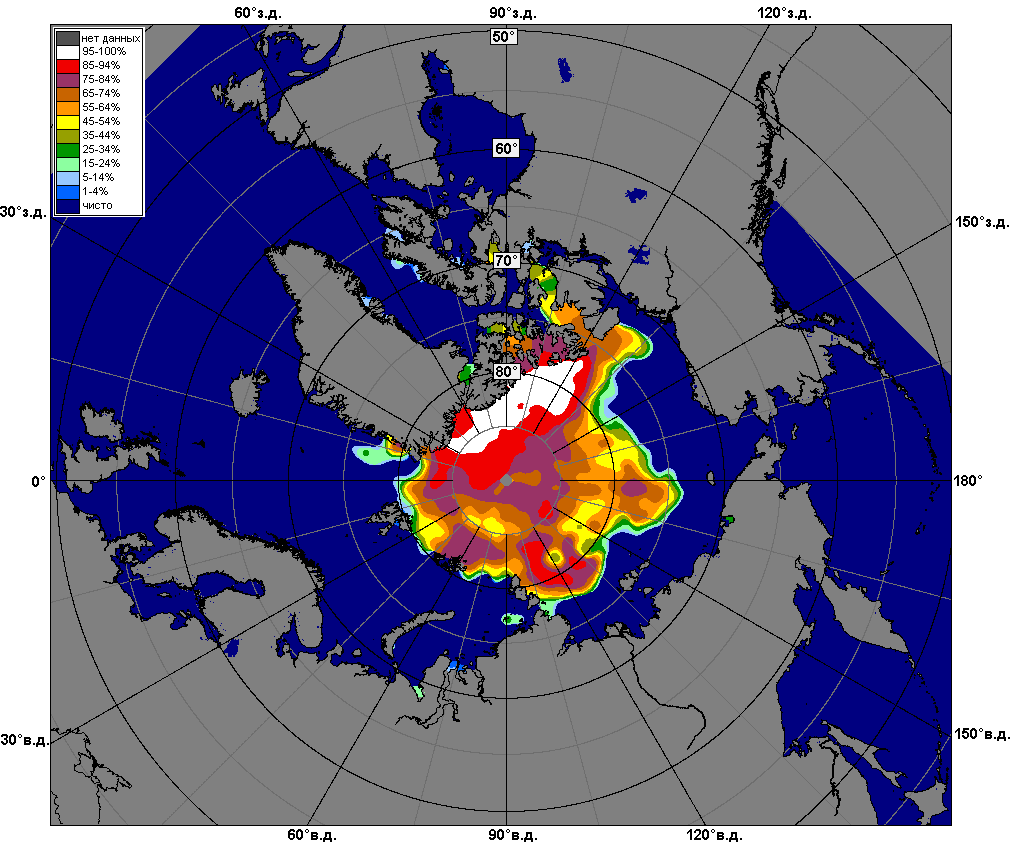 60°з.д.
90°з.д.
120°з.д.
50°
нет данных
95-100%
85-94%
75-84%
65-74%
55-64%
45-54%
35-44%
25-34%
15-24%
5-14%
1-4%
чисто
60°
30°з.д.
150°з.д.
70°
80°
0°
180°
30°в.д.
150°в.д.
60°в.д.
90°в.д.
120°в.д.